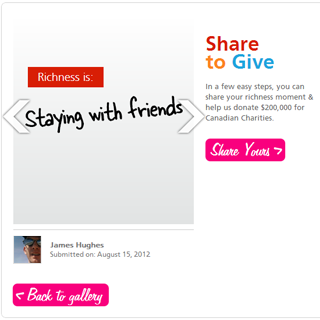 Richness is:
Staying with friends
James Hughes
Submitted on: August 15, 2012
< Back to gallery
Share
to Give
In a few easy steps, you can
share your richness moment &
help us donate $200,000 for
Canadian Charities.
Share Yours >